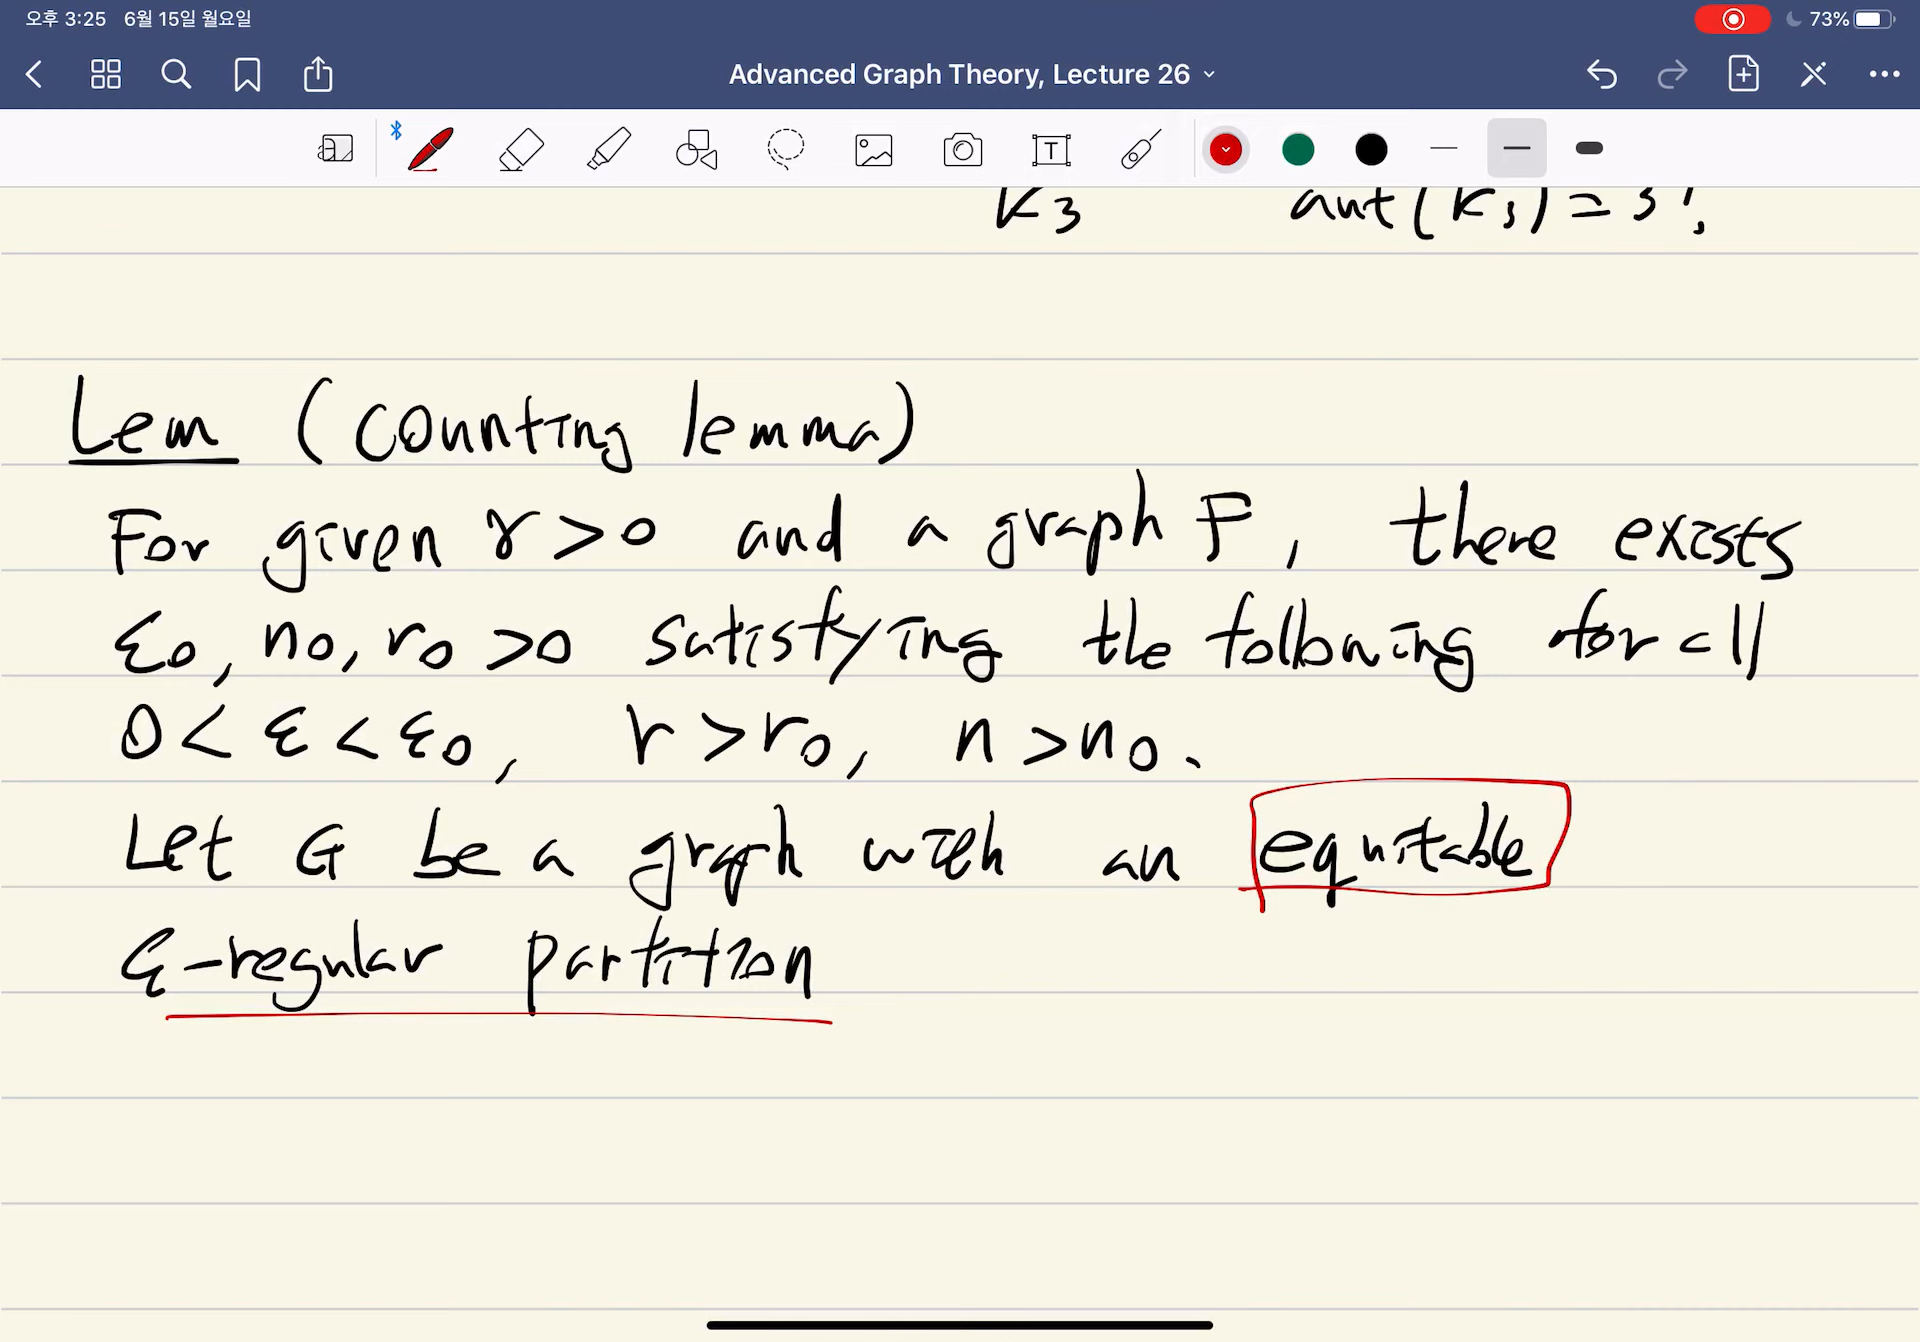 오후 3:25 6월 15일 월요일
73%
Advanced Graph Theory, Lecture 26
K3 aut(K3) = 3!.
Lem (counting lemma)
For given γ>0 and a graph F, there exists
ε0, n0, r0 >0 satisfying the following for all
0 < ε < ε0, r > r0, n > n0.
Let G be a graph with an equitable
ε-regular partition